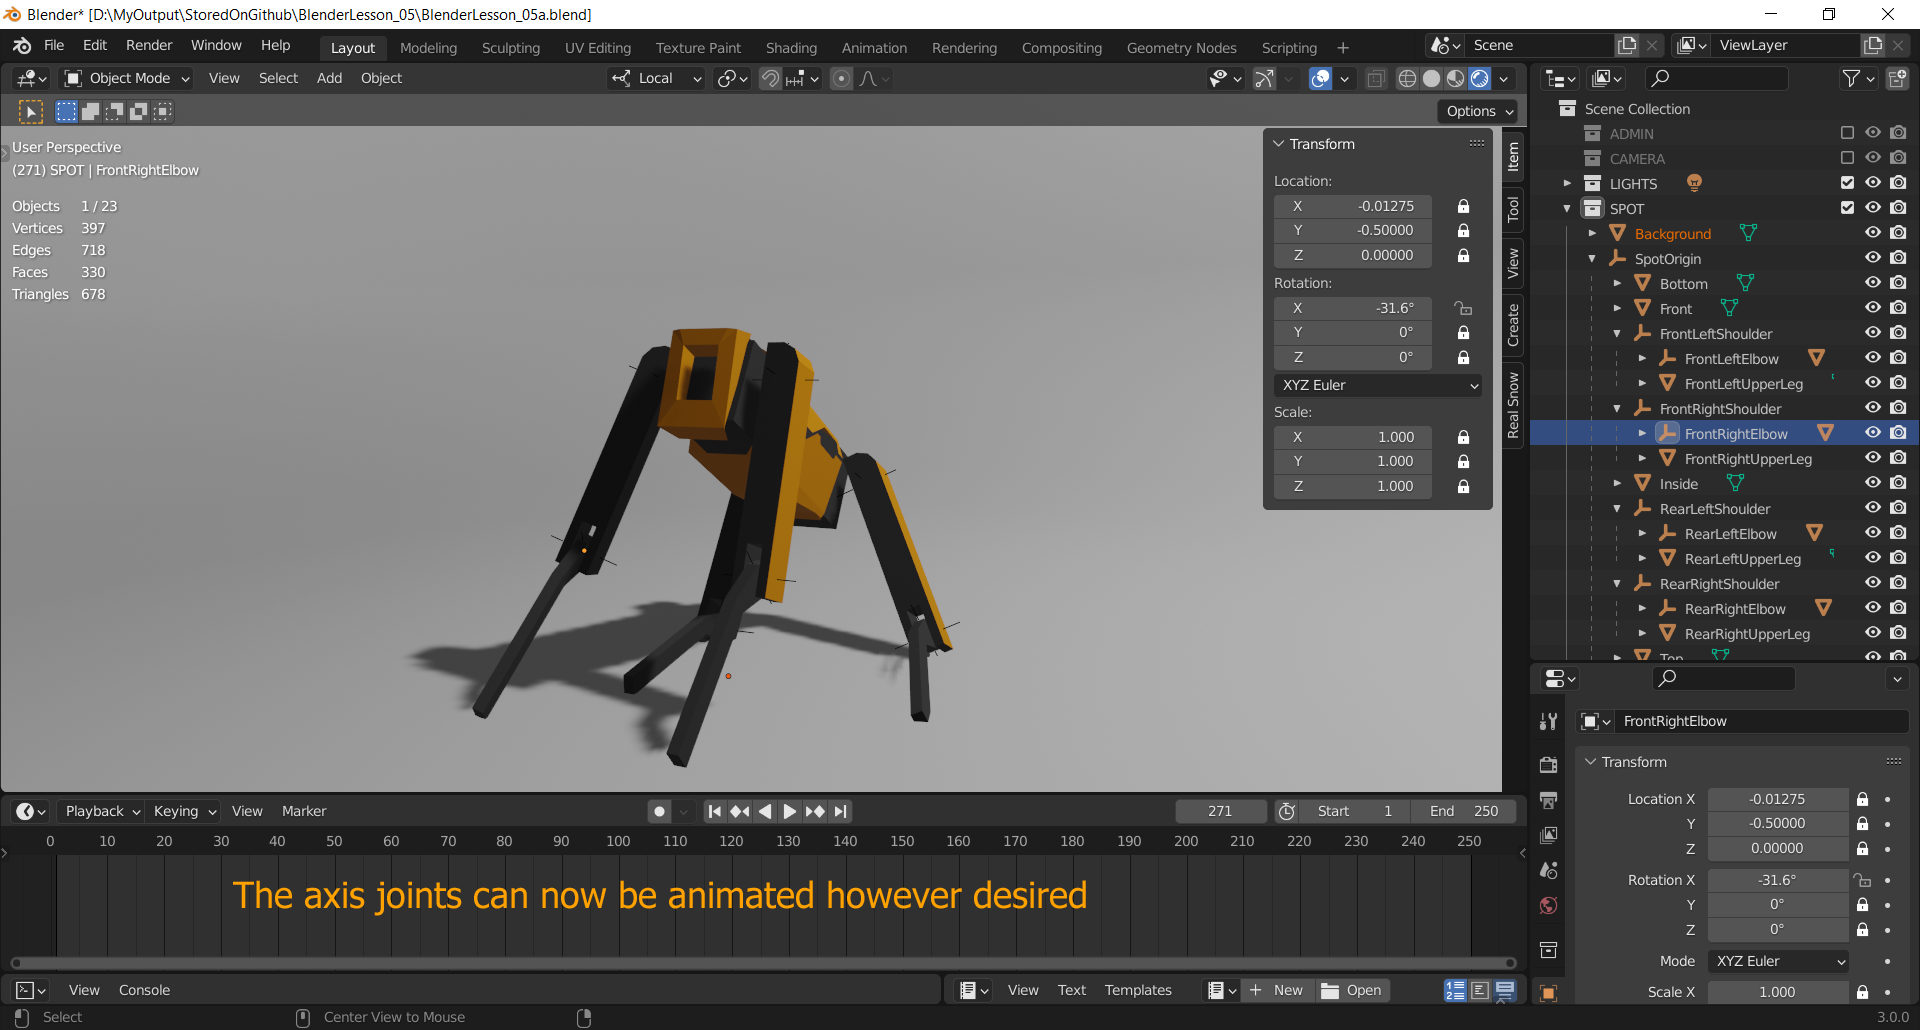 Blender* [D:\MyOutput\StoredOnGithub\BlenderLesson_05\BlenderLesson_05a.blend]
File Edit Render Window Help Layout Modeling Sculpting UV Editing Texture Paint Shading Animation Rendering Compositing Geometry Nodes Scripting + Scene ViewLayer
Object Mode View Select Add Object Local
Options
User Perspective
(271) SPOT | FrontRightElbow
Objects 1 / 23
Vertices 397
Edges 718
Faces 330
Triangles 678
Transform
Location:
X -0.01275
Y -0.50000
Z 0.00000
Rotation:
X -31.6°
Y 0°
Z 0°
XYZ Euler
Scale:
X 1.000
Y 1.000
Z 1.000
Item
Tool
View
Create
Real Snow
Scene Collection
ADMIN
CAMERA
LIGHTS
SPOT
Background
SpotOrigin
Bottom
Front
FrontLeftShoulder
FrontLeftElbow
FrontLeftUpperLeg
FrontRightShoulder
FrontRightElbow
FrontRightUpperLeg
Inside
RearLeftShoulder
RearLeftElbow
RearLeftUpperLeg
RearRightShoulder
RearRightElbow
RearRightUpperLeg
Top
FrontRightElbow
Transform
Location X -0.01275
Y -0.50000
Z 0.00000
Rotation X -31.6°
Y 0°
Z 0°
Mode XYZ Euler
Scale X 1.000
Playback Keying View Marker 271 Start 1 End 250
0 10 20 30 40 50 60 70 80 90 100 110 120 130 140 150 160 170 180 190 200 210 220 230 240 250
The axis joints can now be animated however desired
View Console View Text Templates + New Open
Select Center View to Mouse 3.0.0